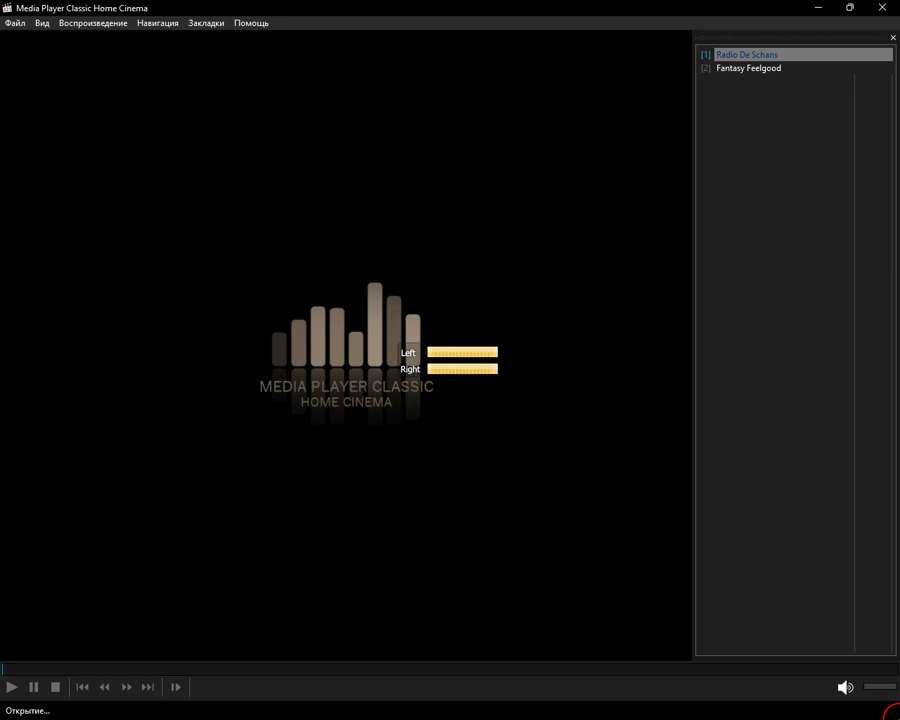 Media Player Classic Home Cinema
Файл Вид Воспроизведение Навигация Закладки Помощь
[1] Radio De Schans
[2] Fantasy Feelgood
Left
Right
MEDIA PLAYER CLASSIC
HOME CINEMA
Открытие...